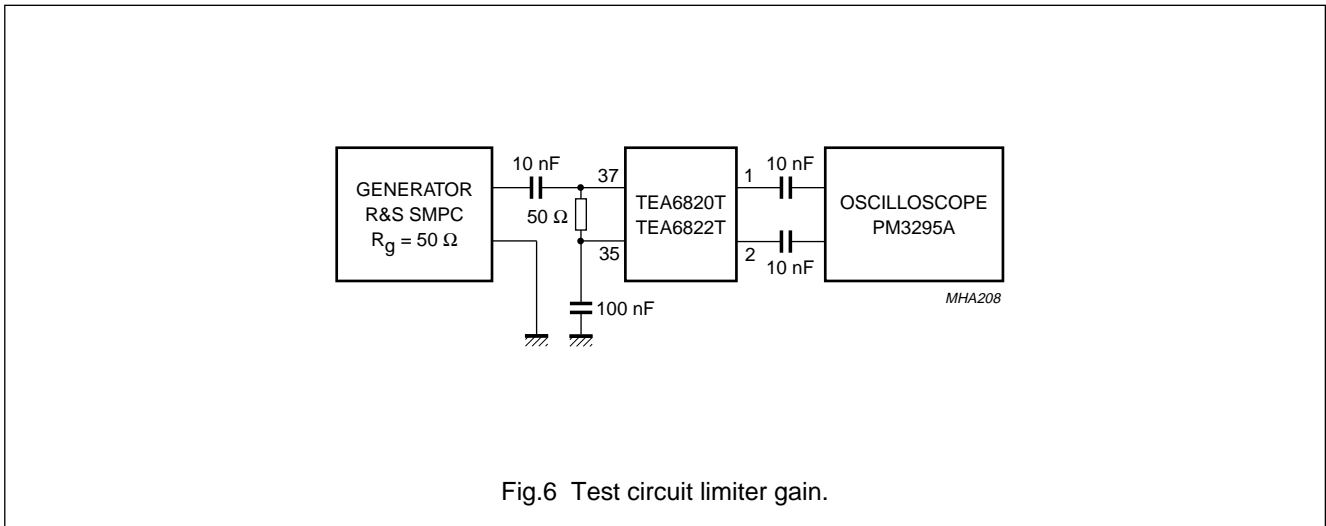 GENERATOR
R&S SMPC
Rg = 50 Ω
10 nF
50 Ω
37
35
100 nF
TEA6820T
TEA6822T
1
2
10 nF
10 nF
OSCILLOSCOPE
PM3295A
MHA208
Fig.6 Test circuit limiter gain.